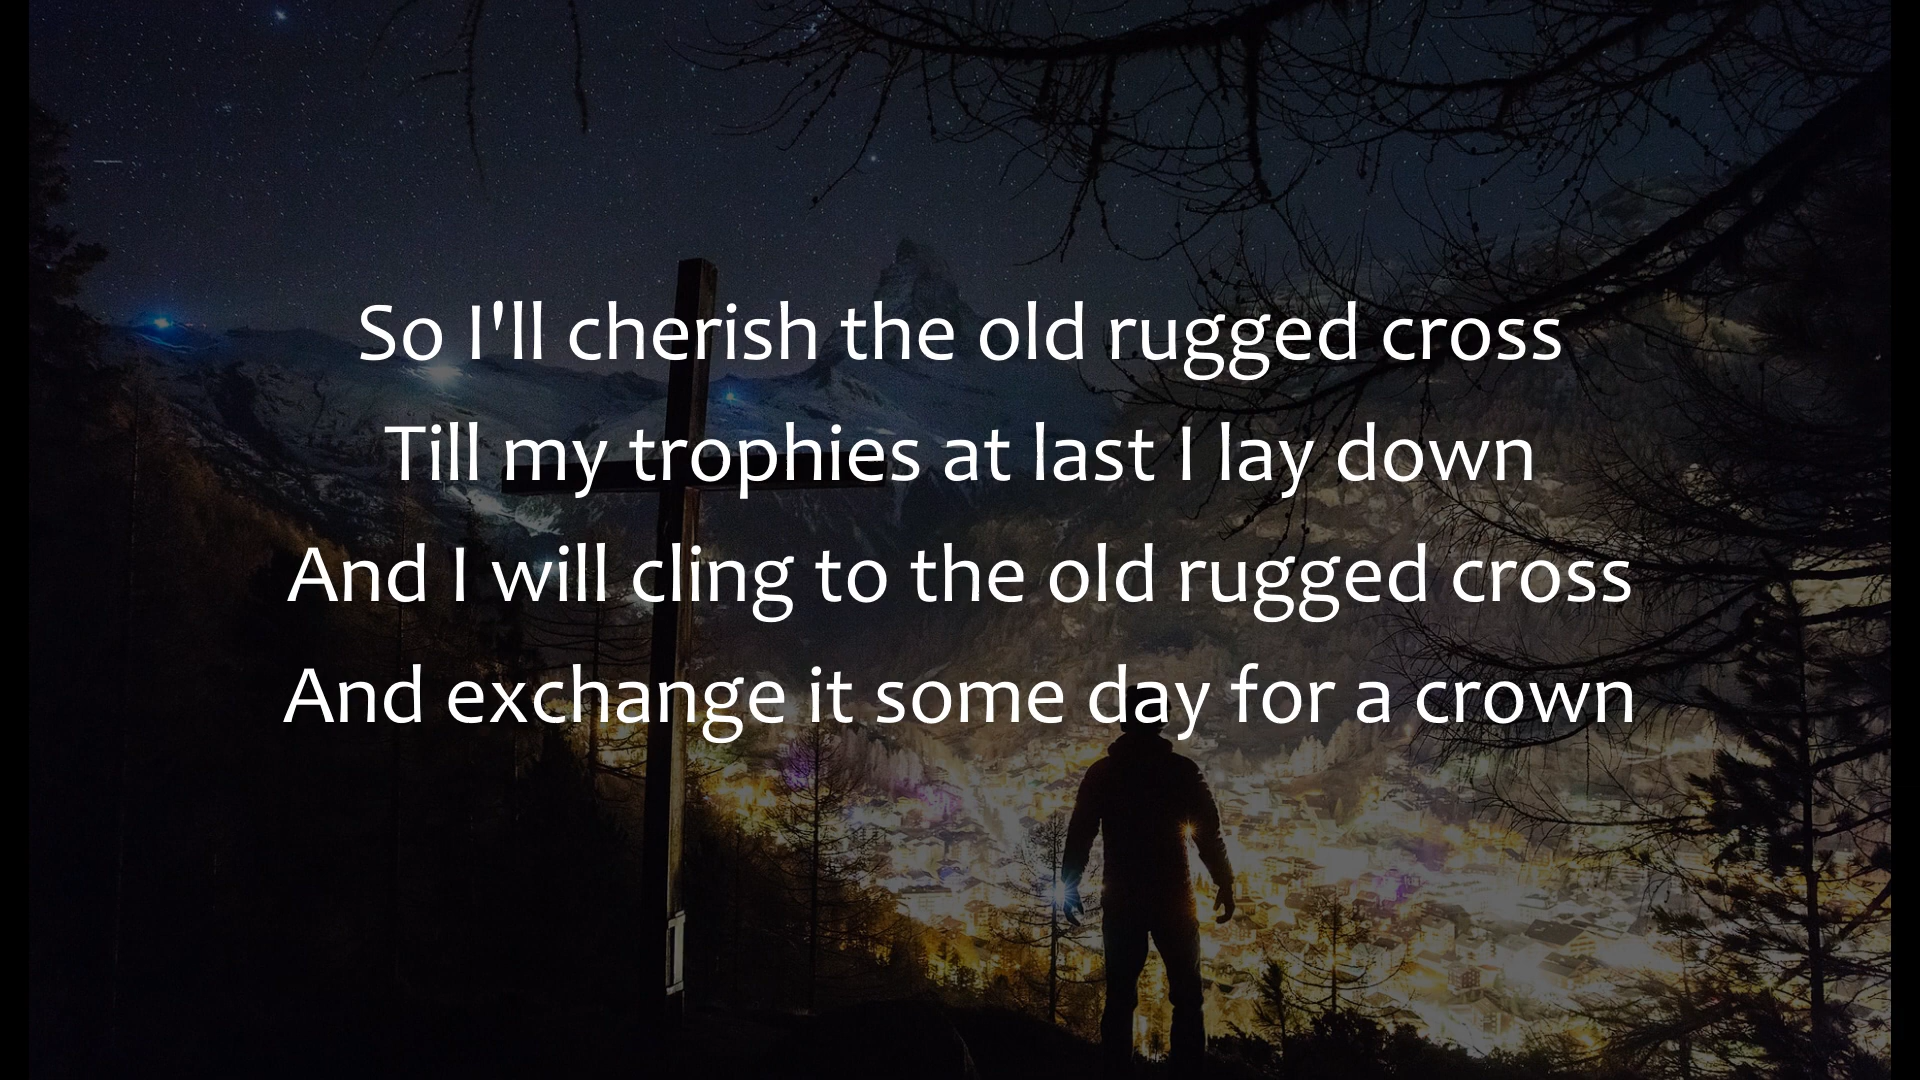 So I'll cherish the old rugged cross
Till my trophies at last I lay down
And I will cling to the old rugged cross
And exchange it some day for a crown